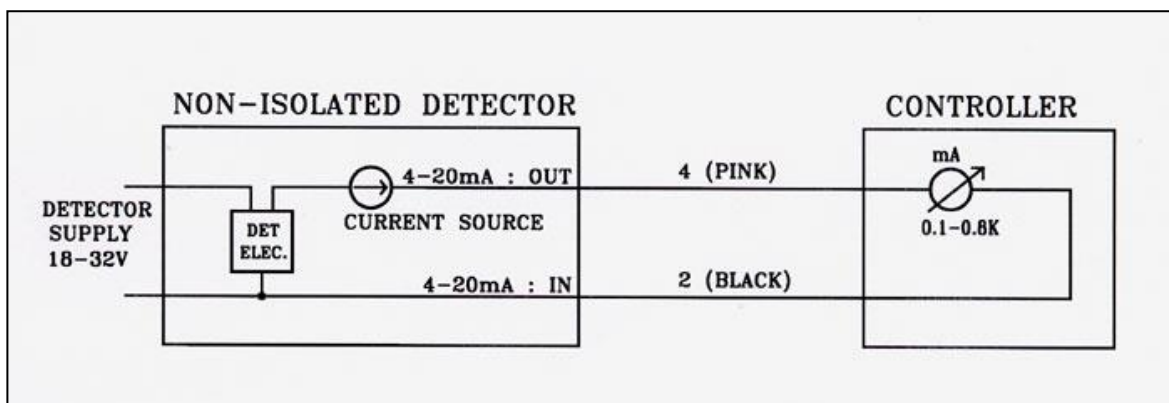 NON-ISOLATED DETECTOR
CONTROLLER
DETECTOR
SUPPLY
18-32V
DET
ELEC.
4-20mA : OUT
CURRENT SOURCE
4-20mA : IN
4 (PINK)
2 (BLACK)
mA
0.1-0.8K